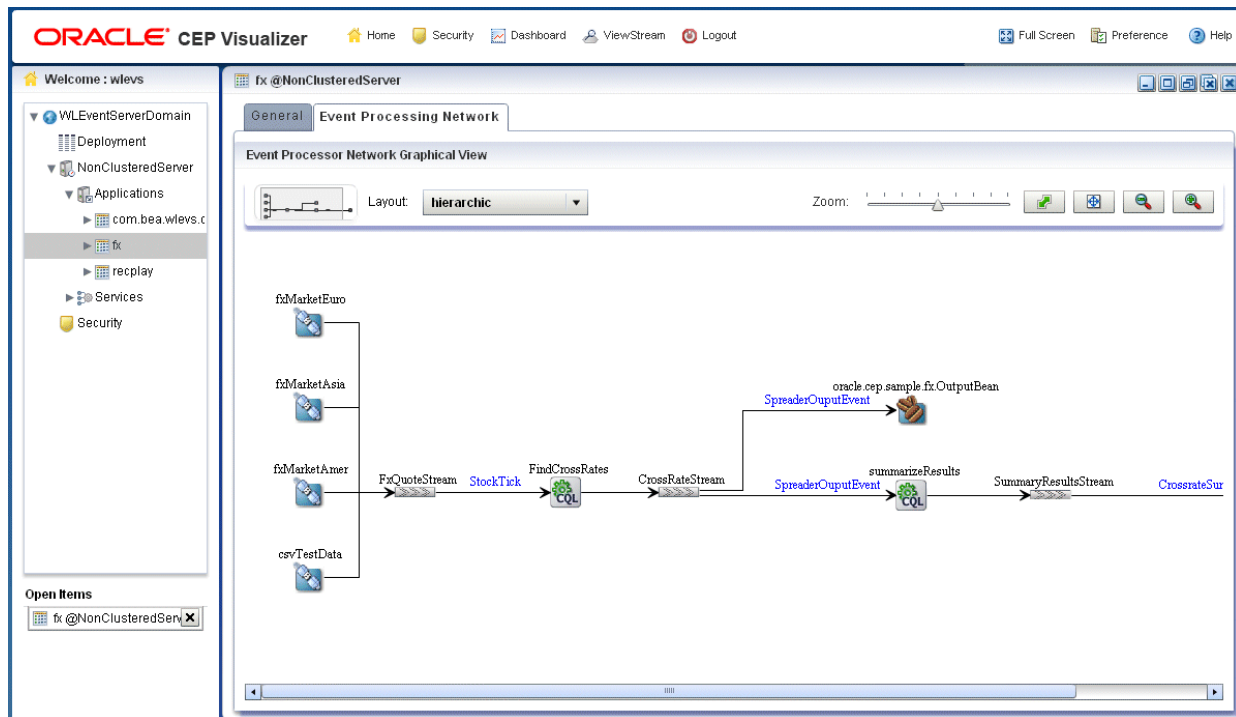 ORACLE CEP Visualizer Home Security Dashboard ViewStream Logout Full Screen Preference Help
Welcome : wlevs
WLEventServerDomain
Deployment
NonClusteredServer
Applications
com.bea.wlevs.c
fx
recplay
Services
Security
Open Items
fx @NonClusteredServ
fx @NonClusteredServer
General Event Processing Network
Event Processor Network Graphical View
Layout: hierarchic Zoom:
fxMarketEuro
fxMarketAsia
oracle.cep.sample.fx.OutputBean
SpreaderOuputEvent
fxMarketAmer
FxQuoteStream
StockTick
FindCrossRates
CQL
CrossRateStream
SpreaderOuputEvent
summarizeResults
CQL
SummaryResultsStream
CrossrateSur
csvTestData